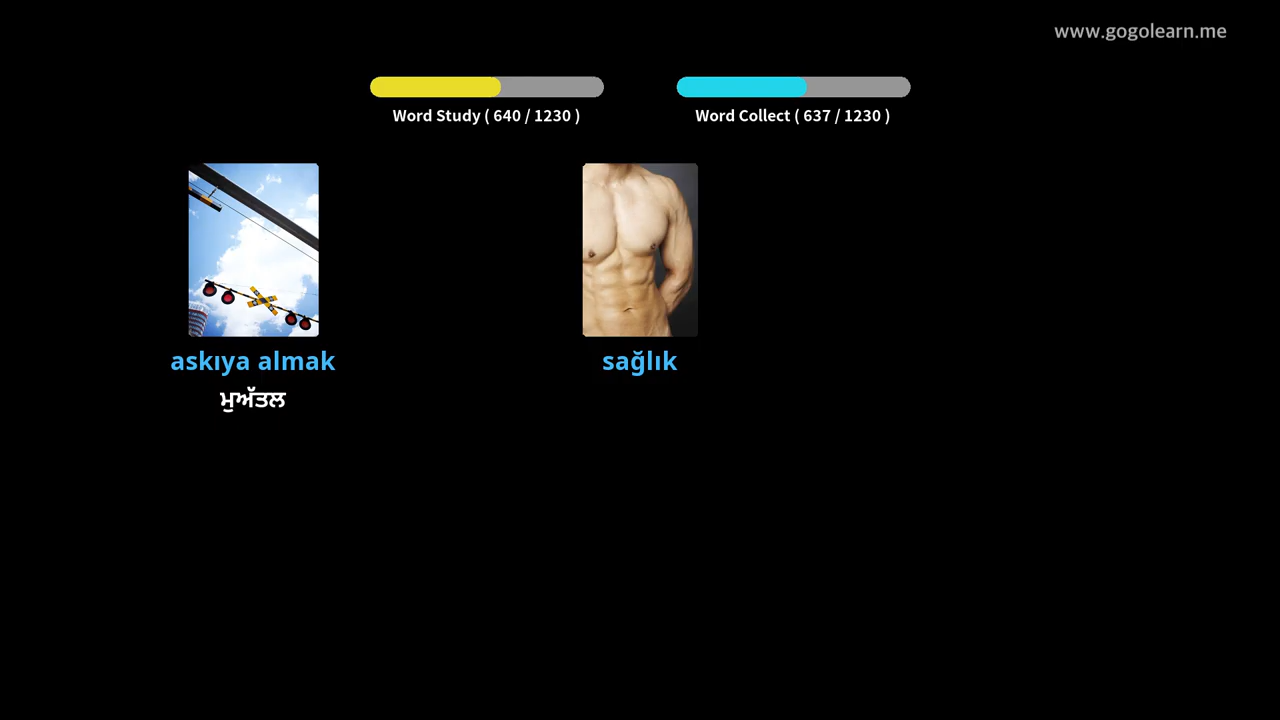 www.gogolearn.me
Word Study ( 640 / 1230 )
Word Collect ( 637 / 1230 )
askıya almak
sağlık
ਮੁਅੱਤਲ